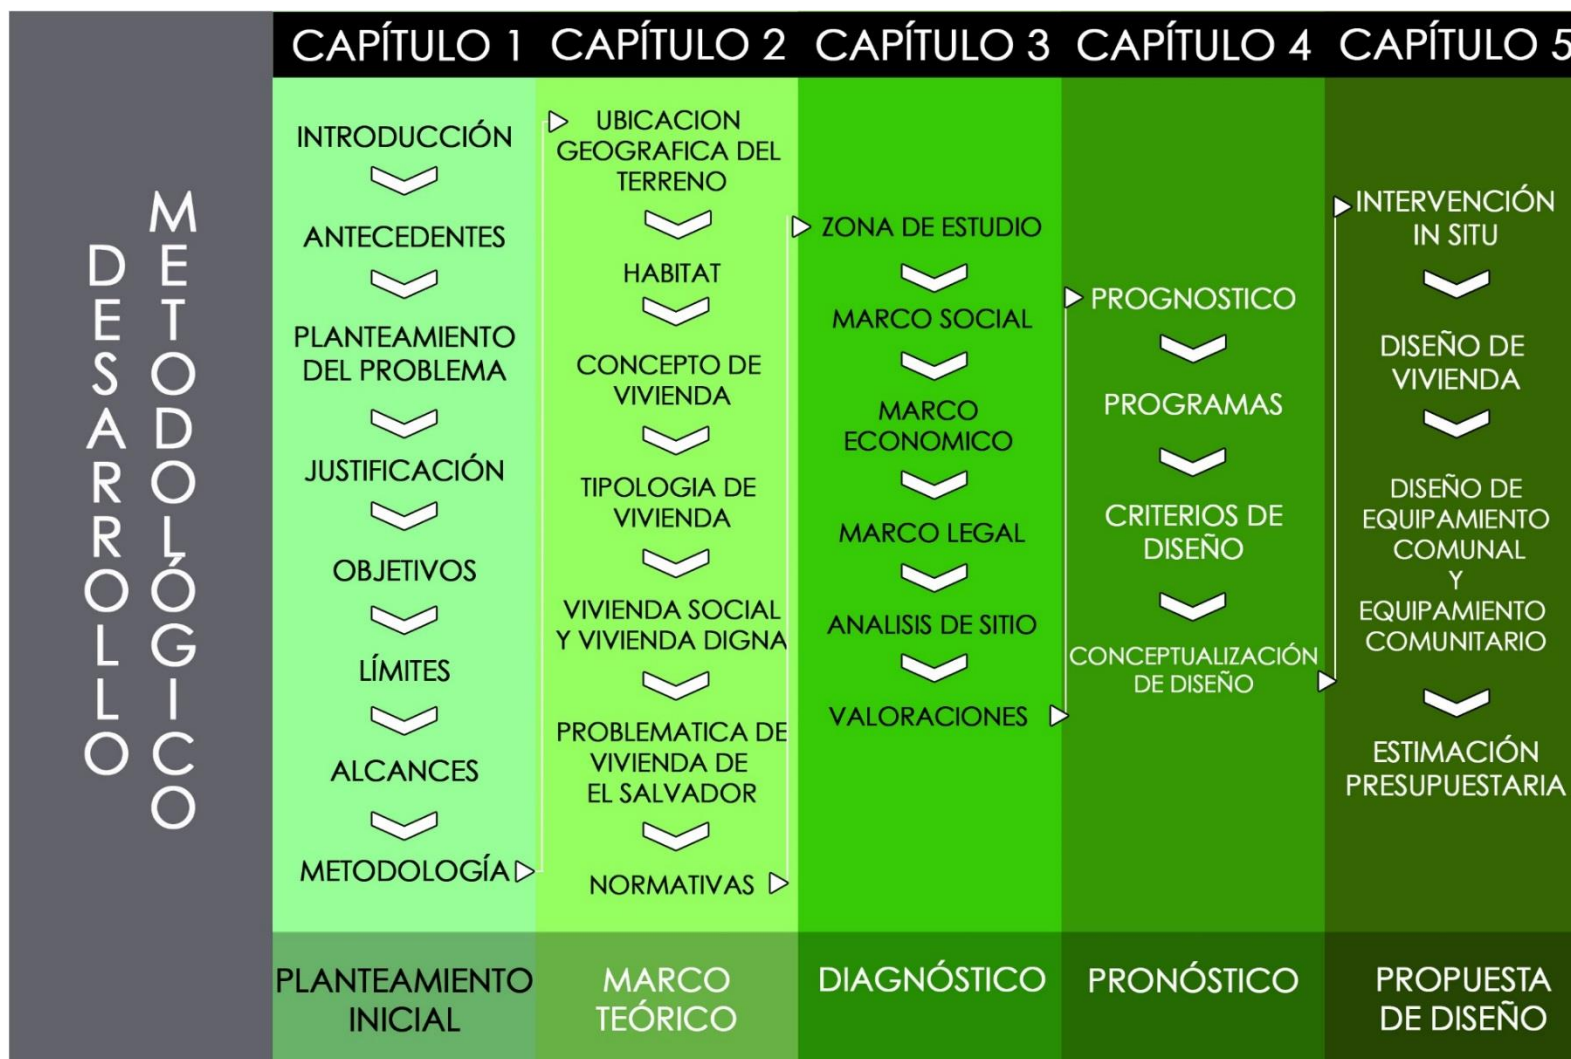 DESARROLLO
METODOLÓGICO
CAPÍTULO 1
INTRODUCCIÓN
ANTECEDENTES
PLANTEAMIENTO
DEL PROBLEMA
JUSTIFICACIÓN
OBJETIVOS
LÍMITES
ALCANCES
METODOLOGÍA
PLANTEAMIENTO
INICIAL
CAPÍTULO 2
UBICACION
GEOGRAFICA DEL
TERRENO
HABITAT
CONCEPTO DE
VIVIENDA
TIPOLOGIA DE
VIVIENDA
VIVIENDA SOCIAL
Y VIVIENDA DIGNA
PROBLEMATICA DE
VIVIENDA DE
EL SALVADOR
NORMATIVAS
MARCO
TEÓRICO
CAPÍTULO 3
ZONA DE ESTUDIO
MARCO SOCIAL
MARCO
ECONOMICO
MARCO LEGAL
ANALISIS DE SITIO
VALORACIONES
DIAGNÓSTICO
CAPÍTULO 4
PROGNOSTICO
PROGRAMAS
CRITERIOS DE
DISEÑO
CONCEPTUALIZACIÓN
DE DISEÑO
PRONÓSTICO
CAPÍTULO 5
INTERVENCIÓN
IN SITU
DISEÑO DE
VIVIENDA
DISEÑO DE
EQUIPAMIENTO
COMUNAL
Y
EQUIPAMIENTO
COMUNITARIO
ESTIMACIÓN
PRESUPUESTARIA
PROPUESTA
DE DISEÑO